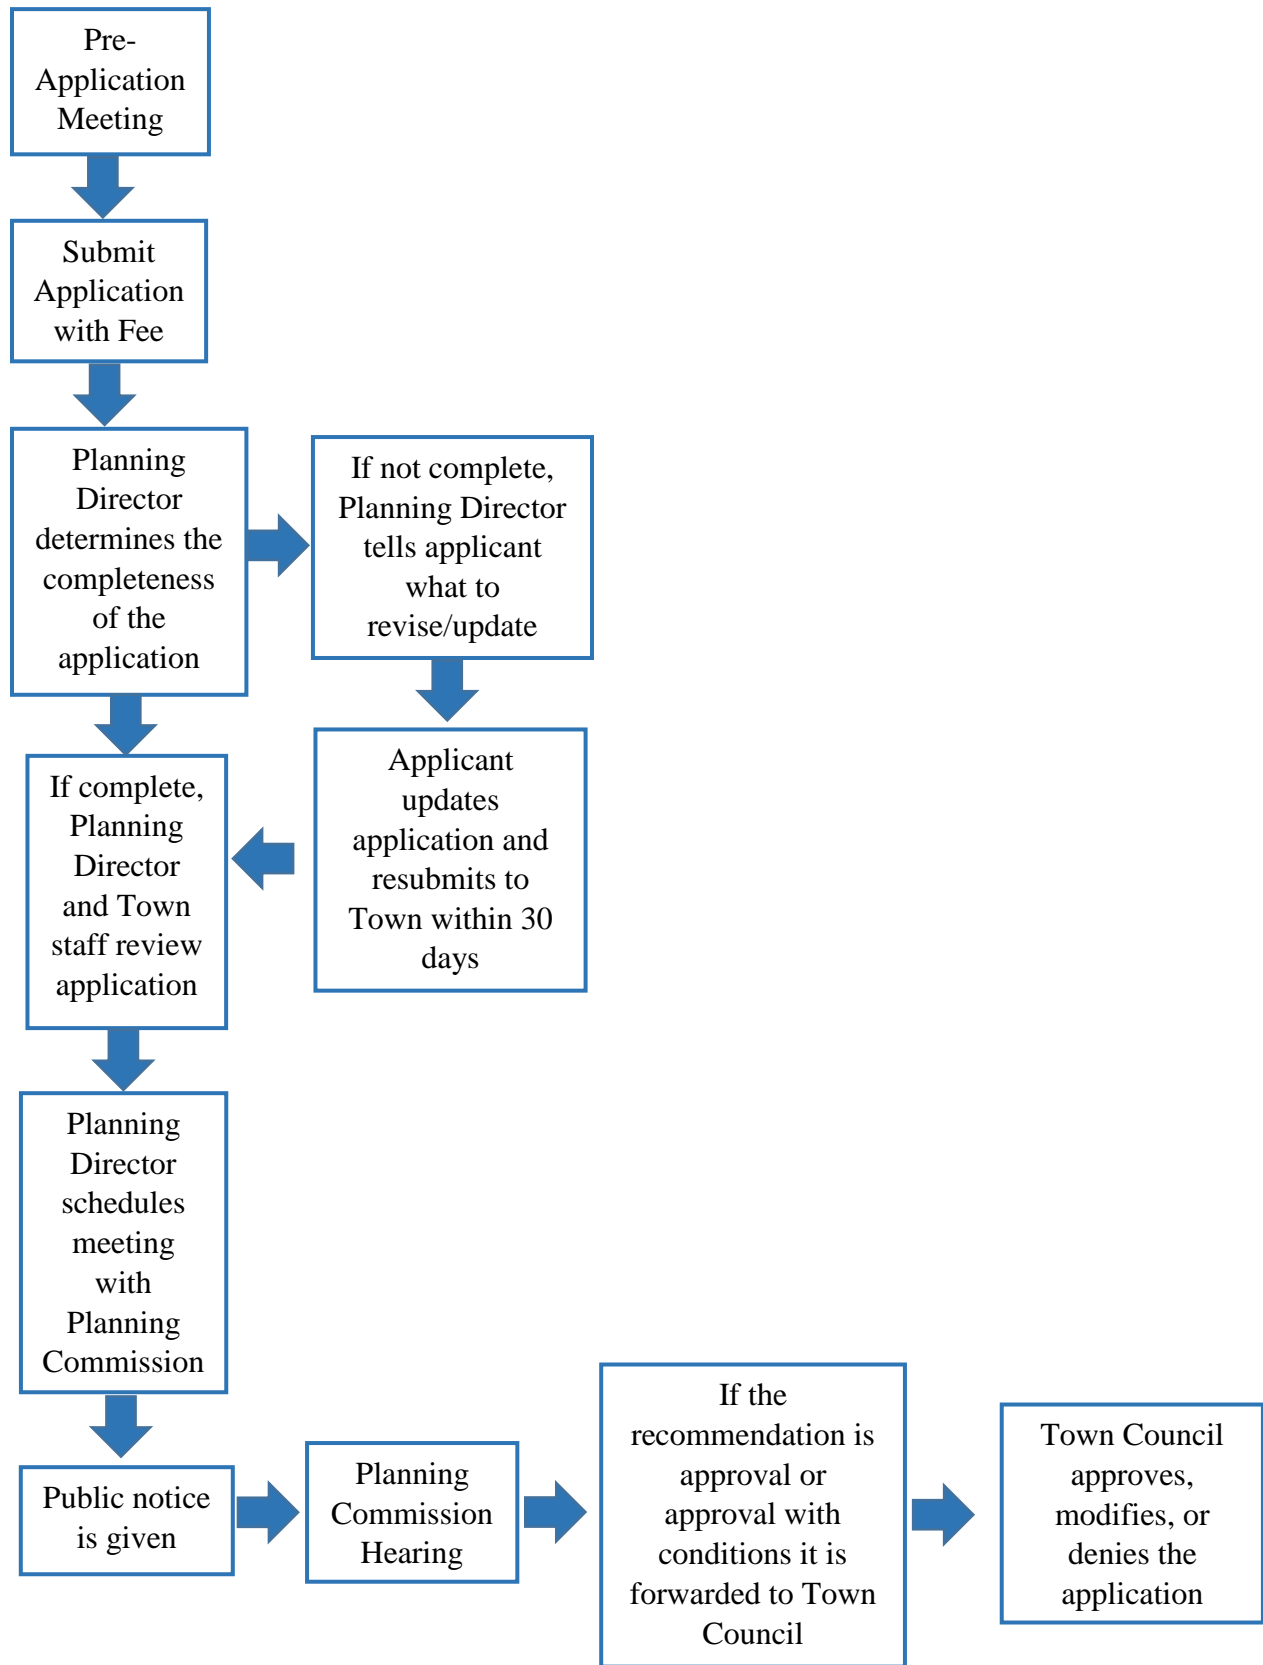 Pre-
Application
Meeting
Submit
Application
with Fee
Planning
Director
determines the
completeness
of the
application
If not complete,
Planning Director
tells applicant
what to
revise/update
Applicant
updates
application and
resubmits to
Town within 30
days
If complete,
Planning
Director
and Town
staff review
application
Planning
Director
schedules
meeting
with
Planning
Commission
Public notice
is given
Planning
Commission
Hearing
If the
recommendation is
approval or
approval with
conditions it is
forwarded to Town
Council
Town Council
approves,
modifies, or
denies the
application